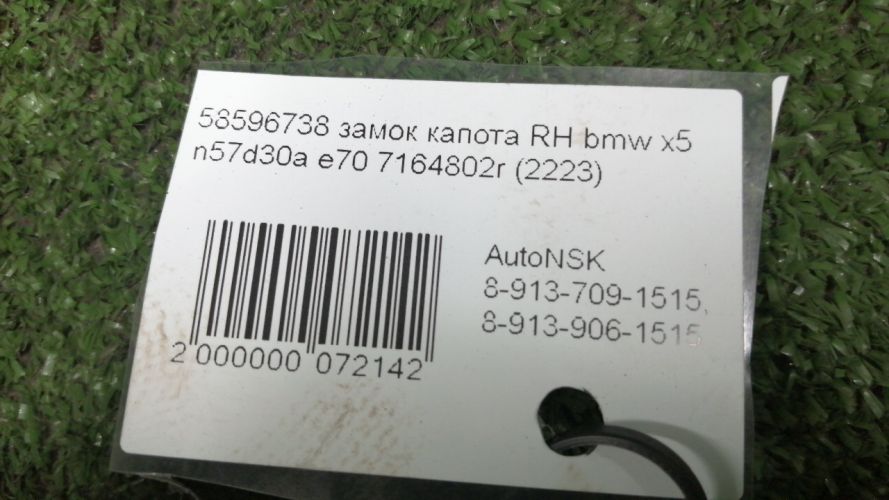 58596738 замок капота RH bmw x5
n57d30a e70 7164802r (2223)
AutoNSK
8-913-709-1515,
8-913-906-1515
2 000000 072142